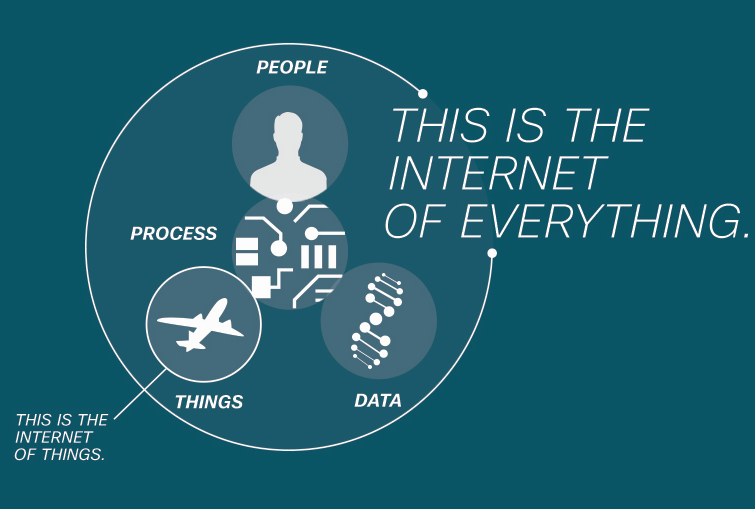 PEOPLE
THIS IS THE
INTERNET
OF EVERYTHING.
PROCESS
THINGS
DATA
THIS IS THE
INTERNET
OF THINGS.